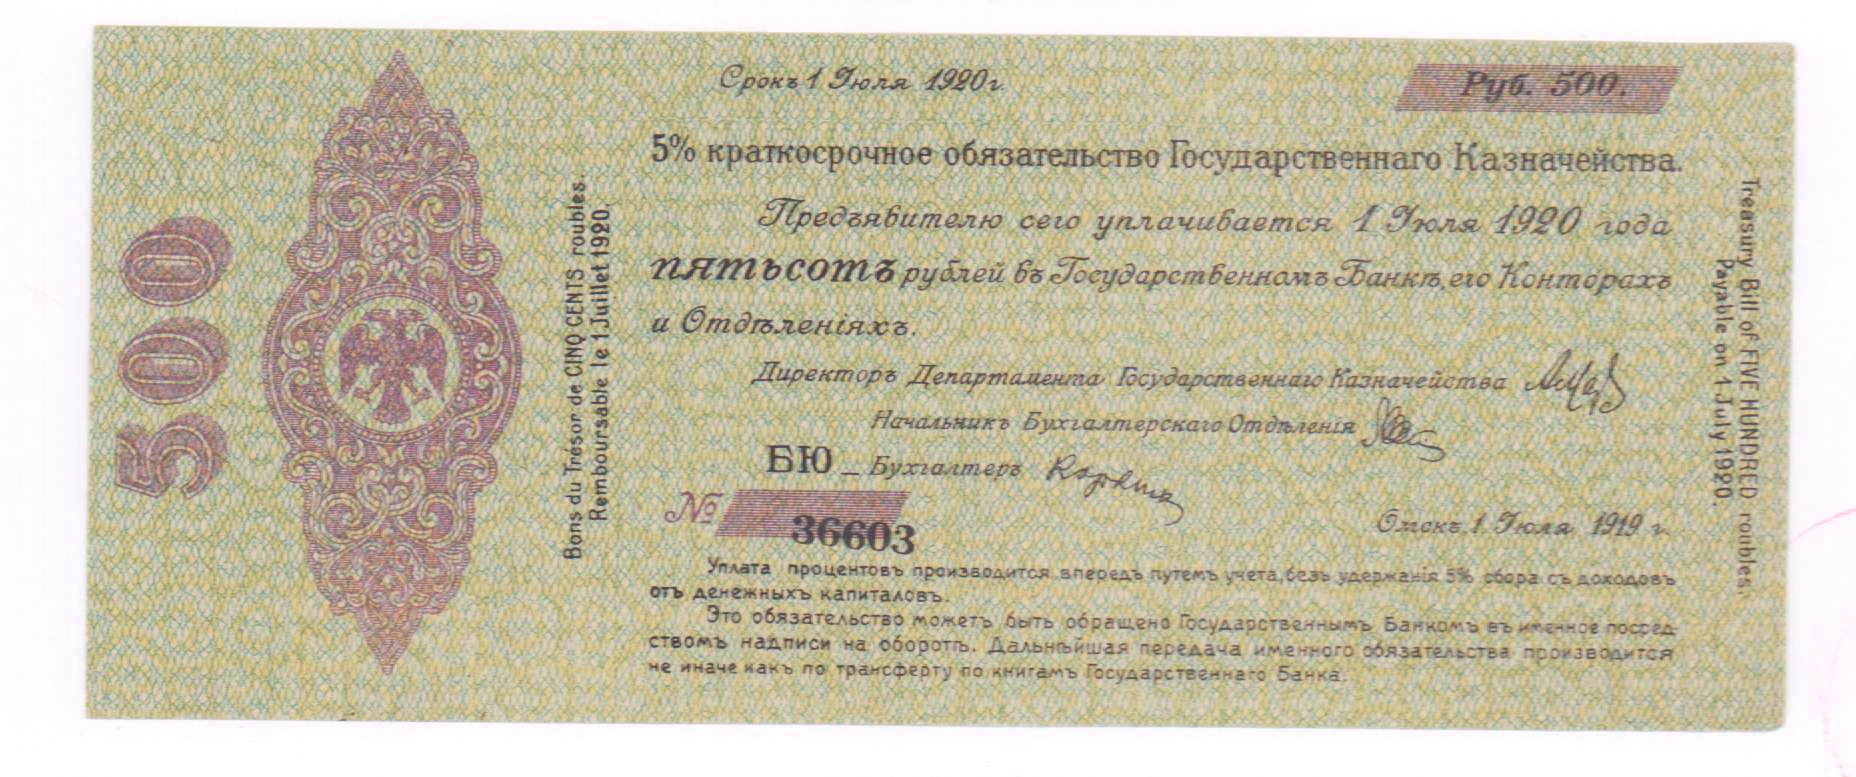 500
Bons du Trésor de CINQ CENTS roubles.
Remboursable le 1 Juillet 1920.
Срокъ 1 Юля 1920 г.
Руб. 500.
5% краткосрочное обязательство Государственнаго Казначейства.
Предъявителю сего уплачивается 1 Юля 1920 года
пятьсотъ рублей въ Государственномъ Банкѣ, его Конторахъ
и Отдѣленіяхъ.
Директоръ Департамента Государственнаго Казначейства
Начальникъ Бухгалтерскаго Отдѣленія
БЮ – Бухгалтеръ
№ 36603
Омскъ, 1 Юля 1919 г.
Уплата процентовъ производится впередъ путемъ учета, безъ удержанія 5% сбора съ доходовъ
отъ денежныхъ капиталовъ.
Это обязательство можетъ быть обращено Государственнымъ Банкомъ въ именное посред-
ствомъ надписи на оборотѣ. Дальнѣйшая передача именного обязательства производится
не иначе какъ по трансферту по книгамъ Государственнаго Банка.
Treasury Bill of FIVE HUNDRED roubles.
Payable on 1 July 1920.